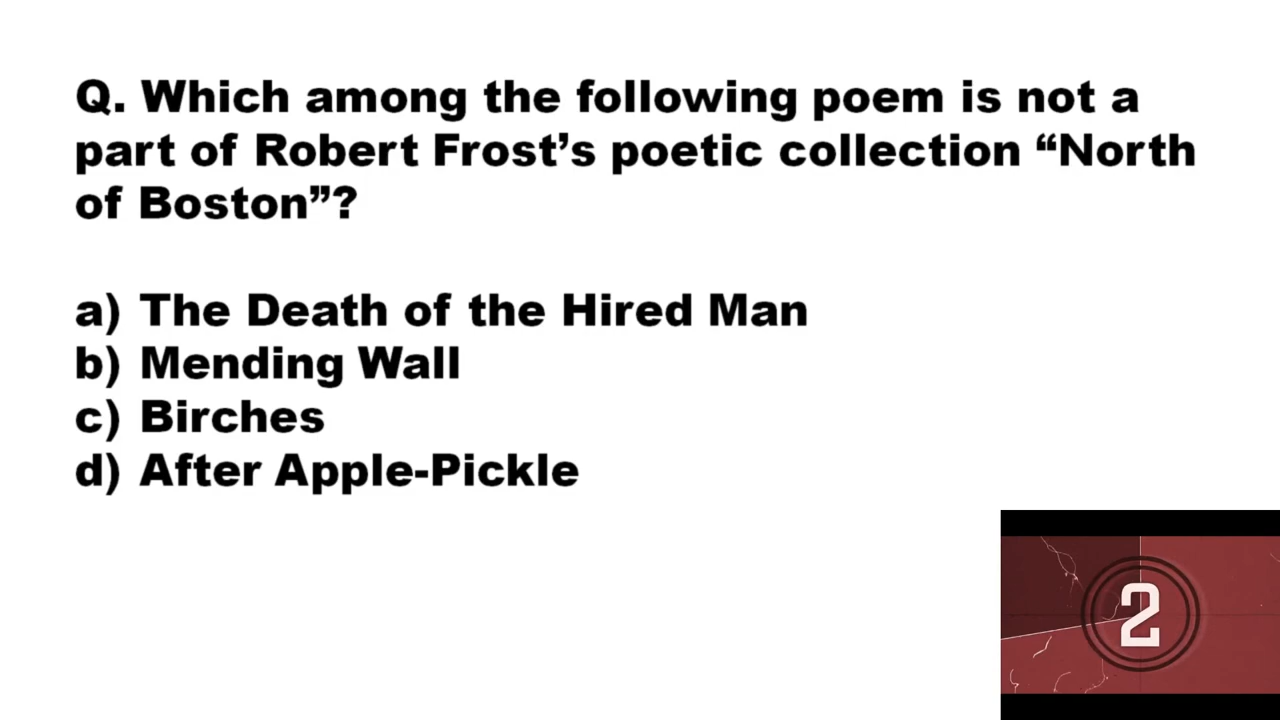 Q. Which among the following poem is not a
part of Robert Frost’s poetic collection “North
of Boston”?
a) The Death of the Hired Man
b) Mending Wall
c) Birches
d) After Apple-Pickle
2